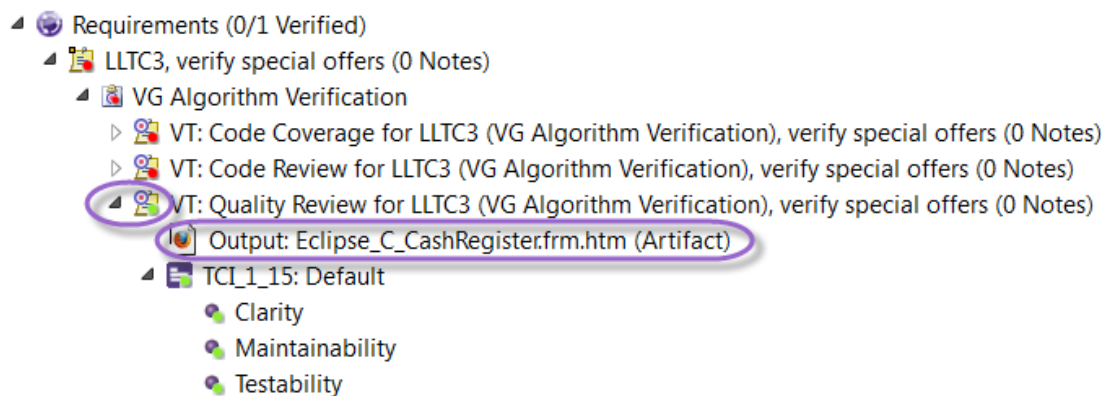 Requirements (0/1 Verified)
LLTC3, verify special offers (0 Notes)
VG Algorithm Verification
VT: Code Coverage for LLTC3 (VG Algorithm Verification), verify special offers (0 Notes)
VT: Code Review for LLTC3 (VG Algorithm Verification), verify special offers (0 Notes)
VT: Quality Review for LLTC3 (VG Algorithm Verification), verify special offers (0 Notes)
Output: Eclipse_C_CashRegister.frm.htm (Artifact)
TCI_1_15: Default
Clarity
Maintainability
Testability